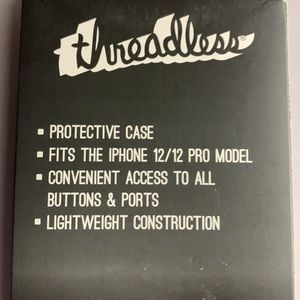 threadless®
▪ PROTECTIVE CASE
▪ FITS THE IPHONE 12/12 PRO MODEL
▪ CONVENIENT ACCESS TO ALL
BUTTONS & PORTS
▪ LIGHTWEIGHT CONSTRUCTION